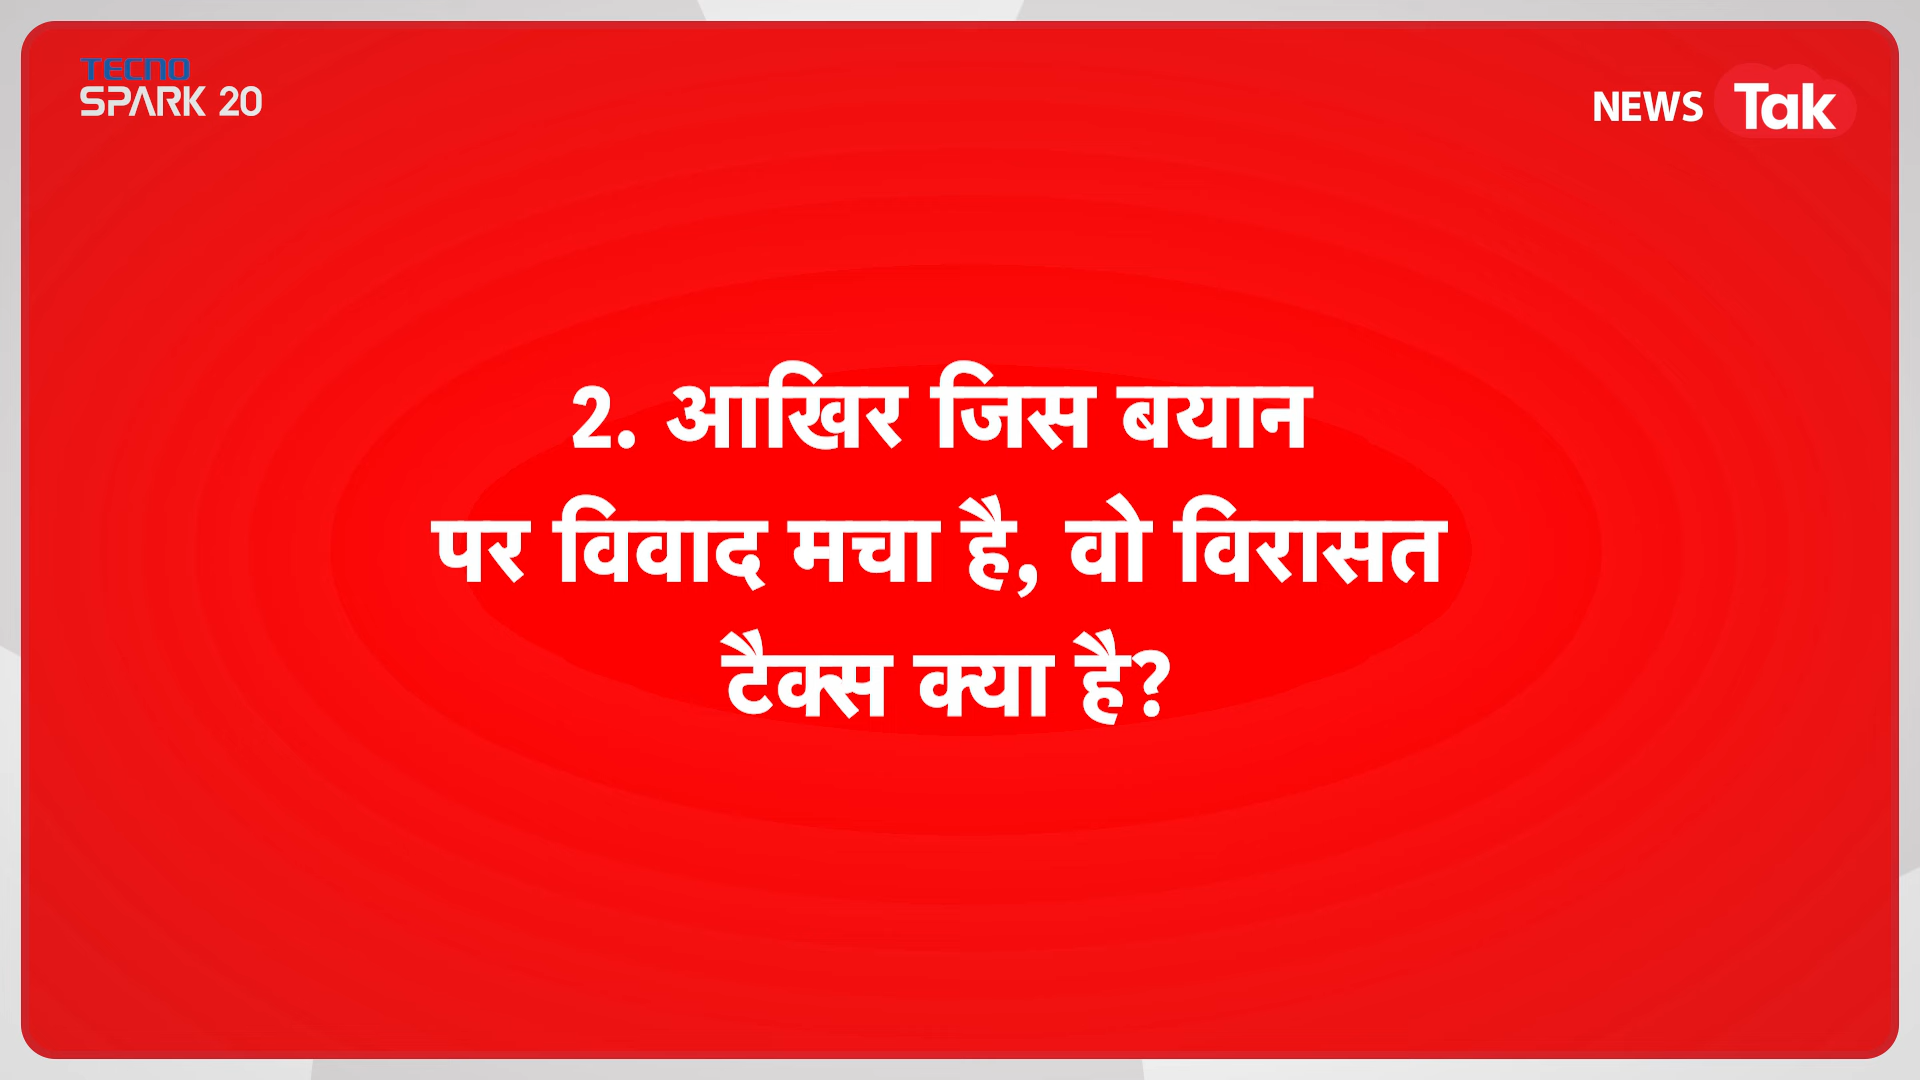 TECNO
SPARK 20
NEWS Tak
2. आखिर जिस बयान
पर विवाद मचा है, वो विरासत
टैक्स क्या है?